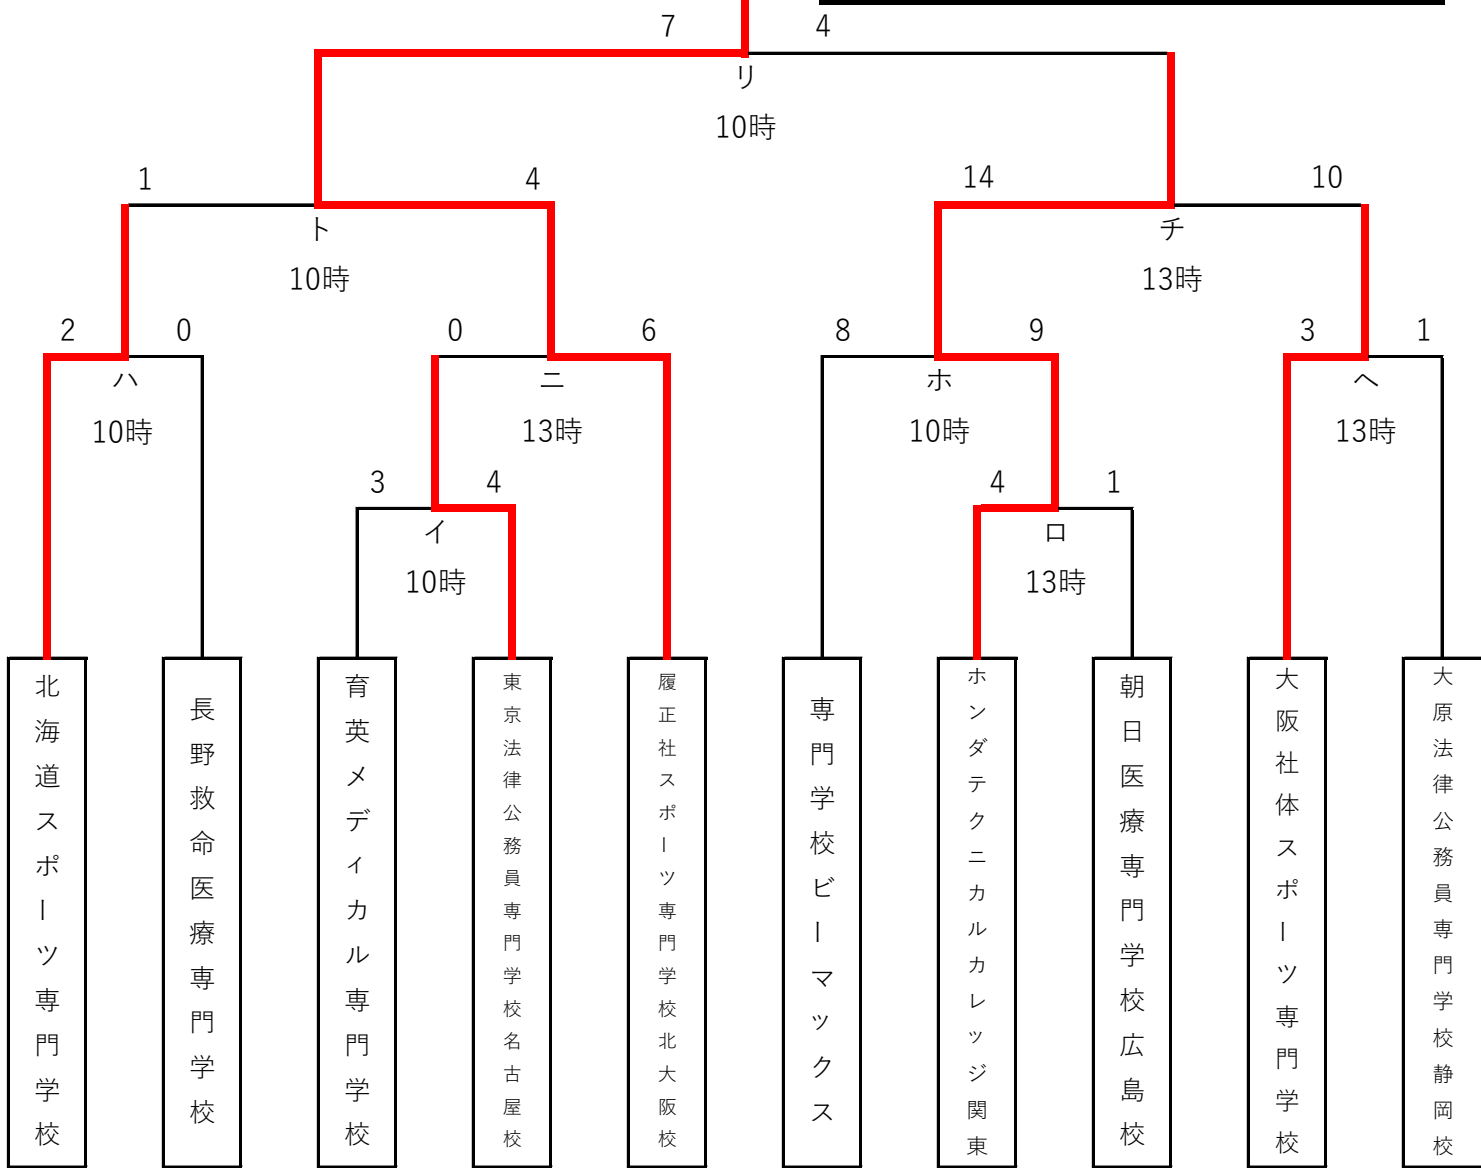 7 4
リ
10時
1 4 14 10
ト チ
10時 13時
2 0 0 6 8 9 3 1
ハ ニ ホ ヘ
10時 13時 10時 13時
3 4 4 1
イ ロ
10時 13時
北海道スポーツ専門学校
長野救命医療専門学校
育英メディカル専門学校
東京法律公務員専門学校名古屋校
履正社スポーツ専門学校北大阪校
専門学校ビーマックス
ホンダテクニカルカレッジ関東
朝日医療専門学校広島校
大阪社体スポーツ専門学校
大原法律公務員専門学校静岡校